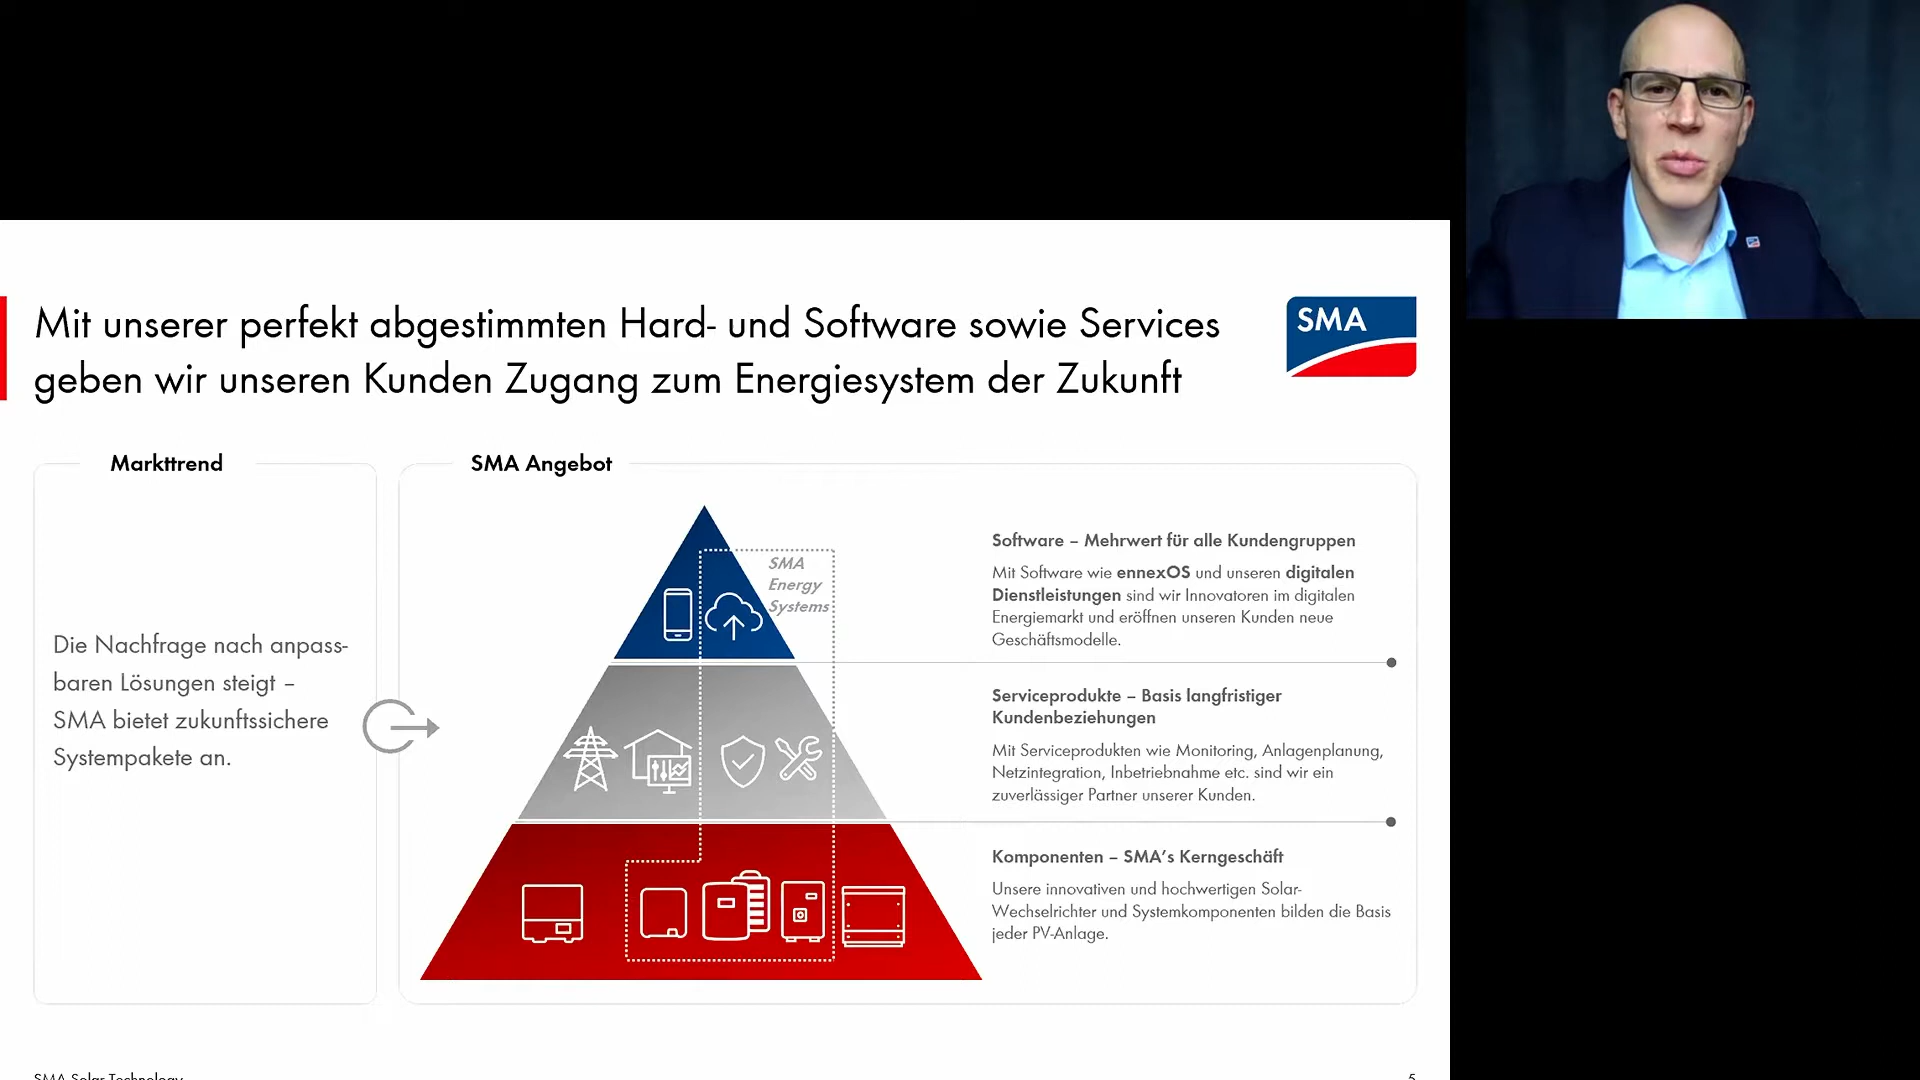 Mit unserer perfekt abgestimmten Hard- und Software sowie Services
geben wir unseren Kunden Zugang zum Energiesystem der Zukunft
SMA
Markttrend
Die Nachfrage nach anpass-
baren Lösungen steigt –
SMA bietet zukunftssichere
Systempakete an.
SMA Angebot
SMA
Energy
Systems
Software – Mehrwert für alle Kundengruppen
Mit Software wie ennexOS und unseren digitalen
Dienstleistungen sind wir Innovatoren im digitalen
Energiemarkt und eröffnen unseren Kunden neue
Geschäftsmodelle.
Serviceprodukte – Basis langfristiger
Kundenbeziehungen
Mit Serviceprodukten wie Monitoring, Anlagenplanung,
Netzintegration, Inbetriebnahme etc. sind wir ein
zuverlässiger Partner unserer Kunden.
Komponenten – SMA’s Kerngeschäft
Unsere innovativen und hochwertigen Solar-
Wechselrichter und Systemkomponenten bilden die Basis
jeder PV-Anlage.
SMA Solar Technology
5